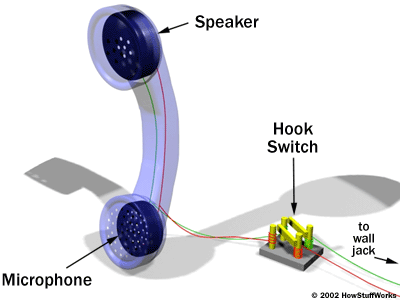 Speaker
Hook
Switch
to
wall
jack
Microphone
© 2002 HowStuffWorks